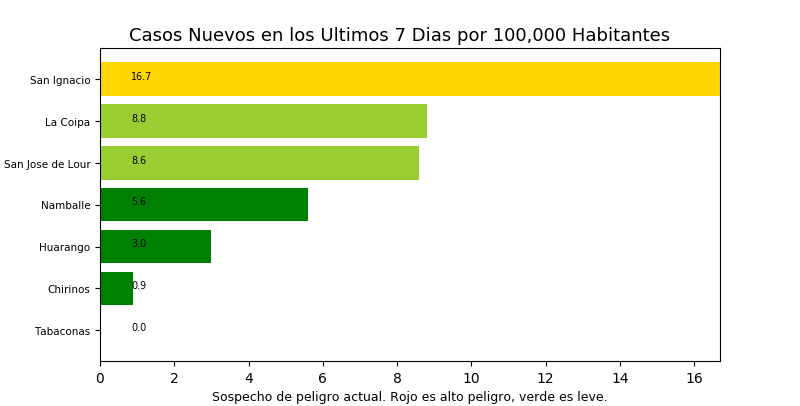 Casos Nuevos en los Ultimos 7 Dias por 100,000 Habitantes
San Ignacio 16.7
La Coipa 8.8
San Jose de Lour 8.6
Namballe 5.6
Huarango 3.0
Chirinos 0.9
Tabaconas 0.0
0 2 4 6 8 10 12 14 16
Sospecho de peligro actual. Rojo es alto peligro, verde es leve.